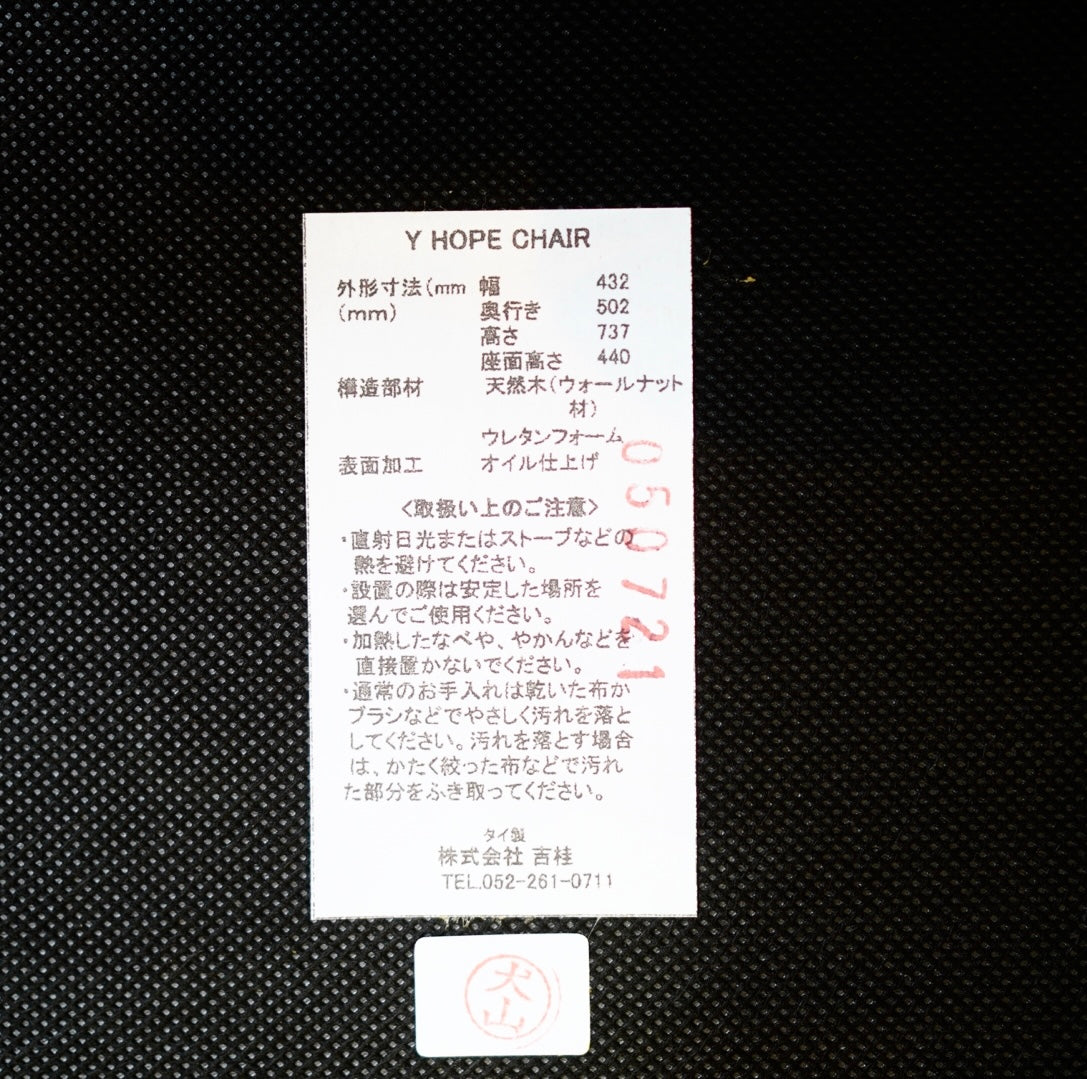 Y HOPE CHAIR
外形寸法(mm 幅 432
(mm) 奥行き 502
高さ 737
座面高さ 440
構造部材 天然木(ウォールナット
材)
ウレタンフォーム
表面加工 オイル仕上げ
<取扱い上のご注意>
・直射日光またはストーブなどの
熱を避けてください。
・設置の際は安定した場所を
選んでご使用ください。
・加熱したなべや、やかんなどを
直接置かないでください。
・通常のお手入れは乾いた布か
ブラシなどでやさしく汚れを落と
してください。汚れを落とす場合
は、かたく絞った布などで汚れ
た部分をふき取ってください。
タイ製
株式会社 吉桂
TEL.052-261-0711
050721
犬山